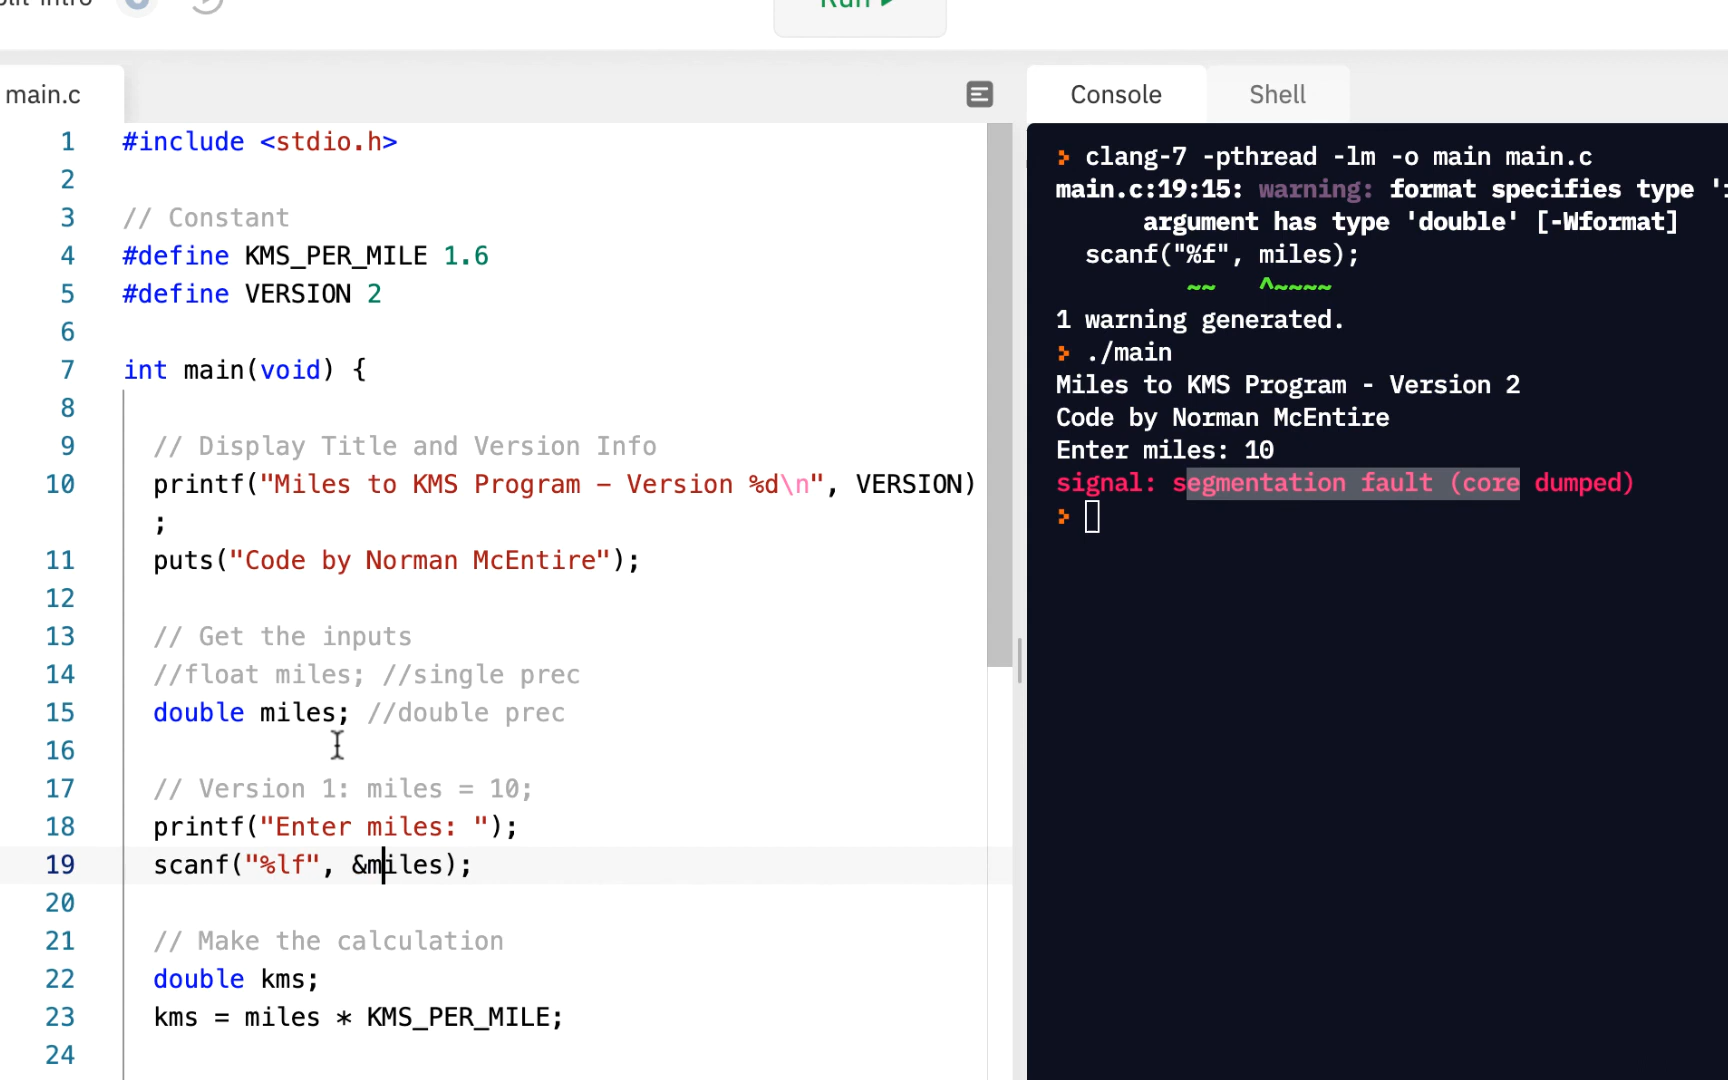 Run ▶
main.c
Console Shell
1 #include <stdio.h>
2
3 // Constant
4 #define KMS_PER_MILE 1.6
5 #define VERSION 2
6
7 int main(void) {
8
9 // Display Title and Version Info
10 printf("Miles to KMS Program – Version %d\n", VERSION)
;
11 puts("Code by Norman McEntire");
12
13 // Get the inputs
14 //float miles; //single prec
15 double miles; //double prec
16
17 // Version 1: miles = 10;
18 printf("Enter miles: ");
19 scanf("%lf", &miles);
20
21 // Make the calculation
22 double kms;
23 kms = miles * KMS_PER_MILE;
24
clang-7 -pthread -lm -o main main.c
main.c:19:15: warning: format specifies type '
argument has type 'double' [-Wformat]
scanf("%f", miles);
~~ ^~~~~
1 warning generated.
./main
Miles to KMS Program - Version 2
Code by Norman McEntire
Enter miles: 10
signal: segmentation fault (core dumped)